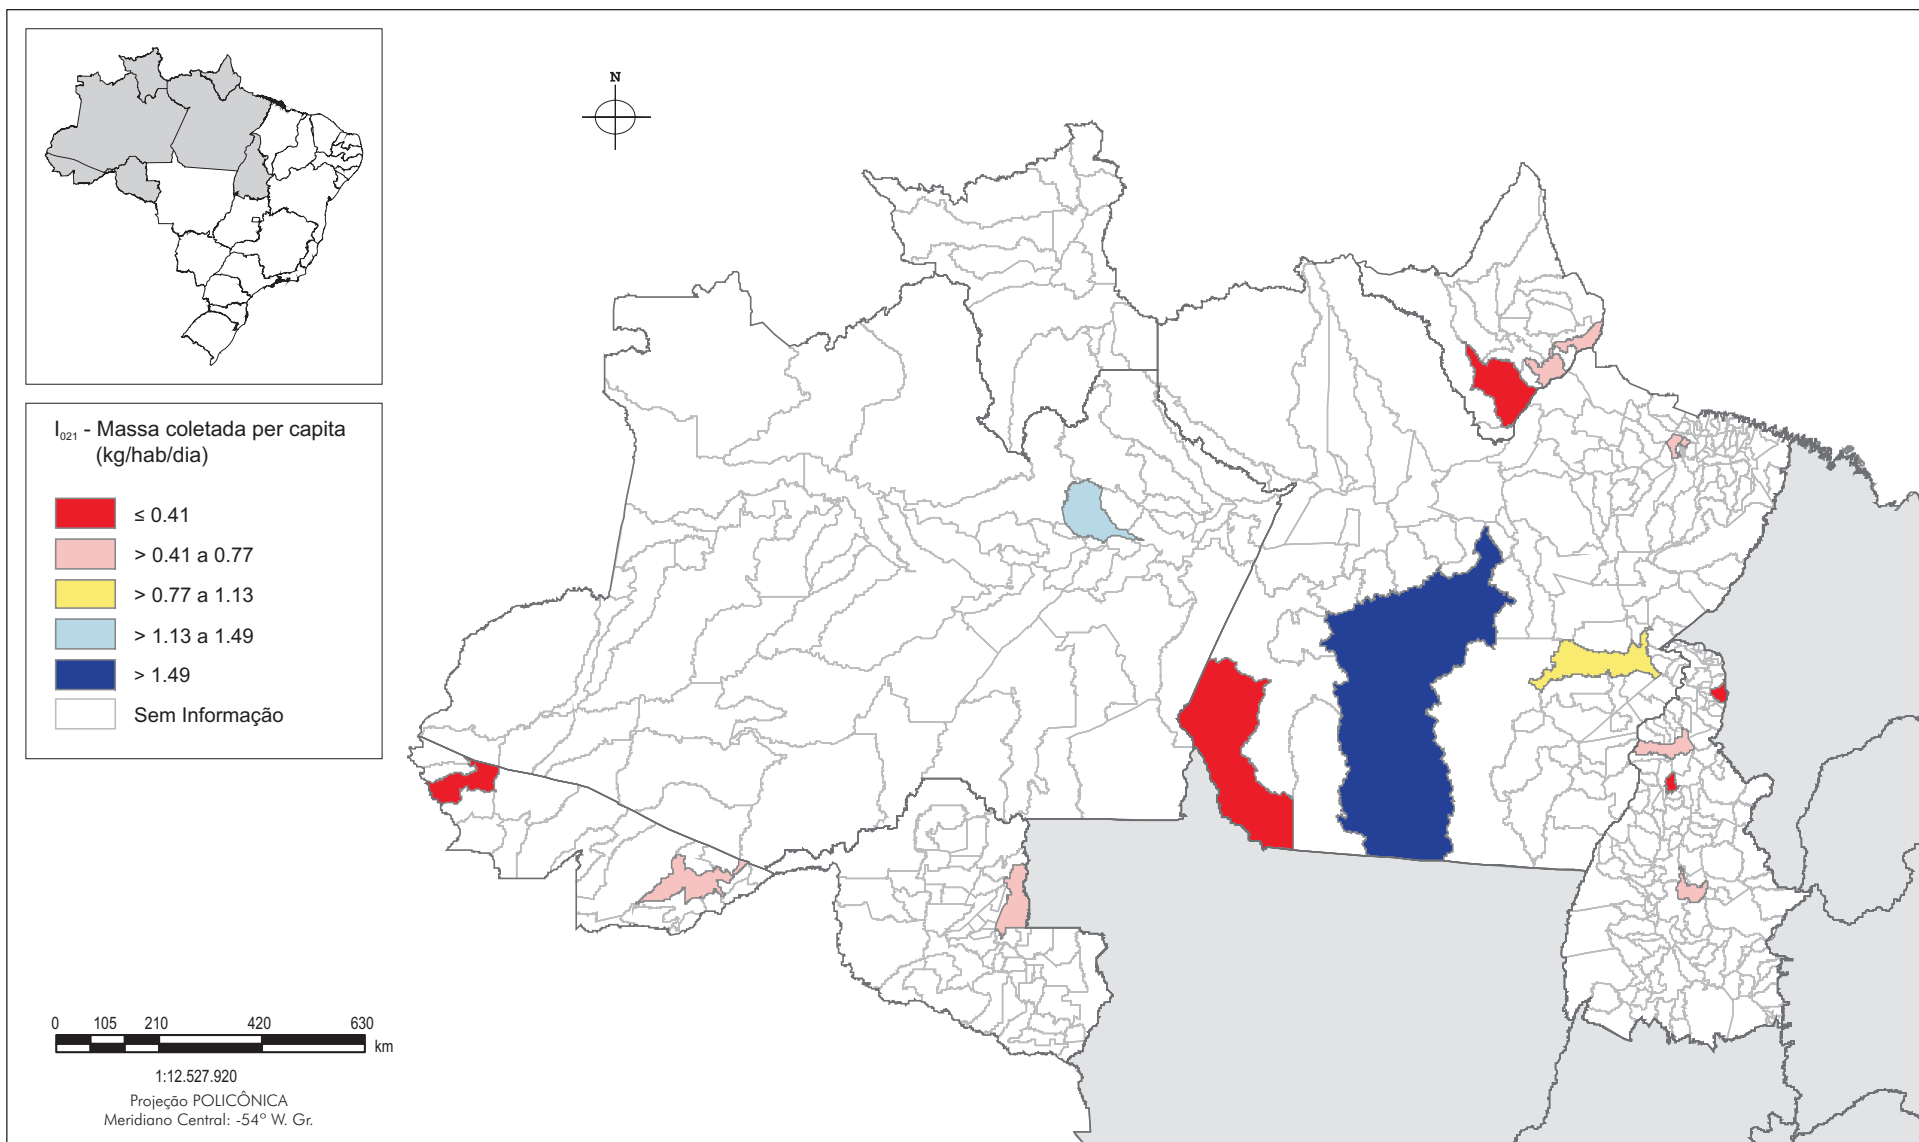 N
I021 - Massa coletada per capita
(kg/hab/dia)
≤ 0.41
> 0.41 a 0.77
> 0.77 a 1.13
> 1.13 a 1.49
> 1.49
Sem Informação
0 105 210 420 630
km
1:12.527.920
Projeção POLICÔNICA
Meridiano Central: -54º W. Gr.